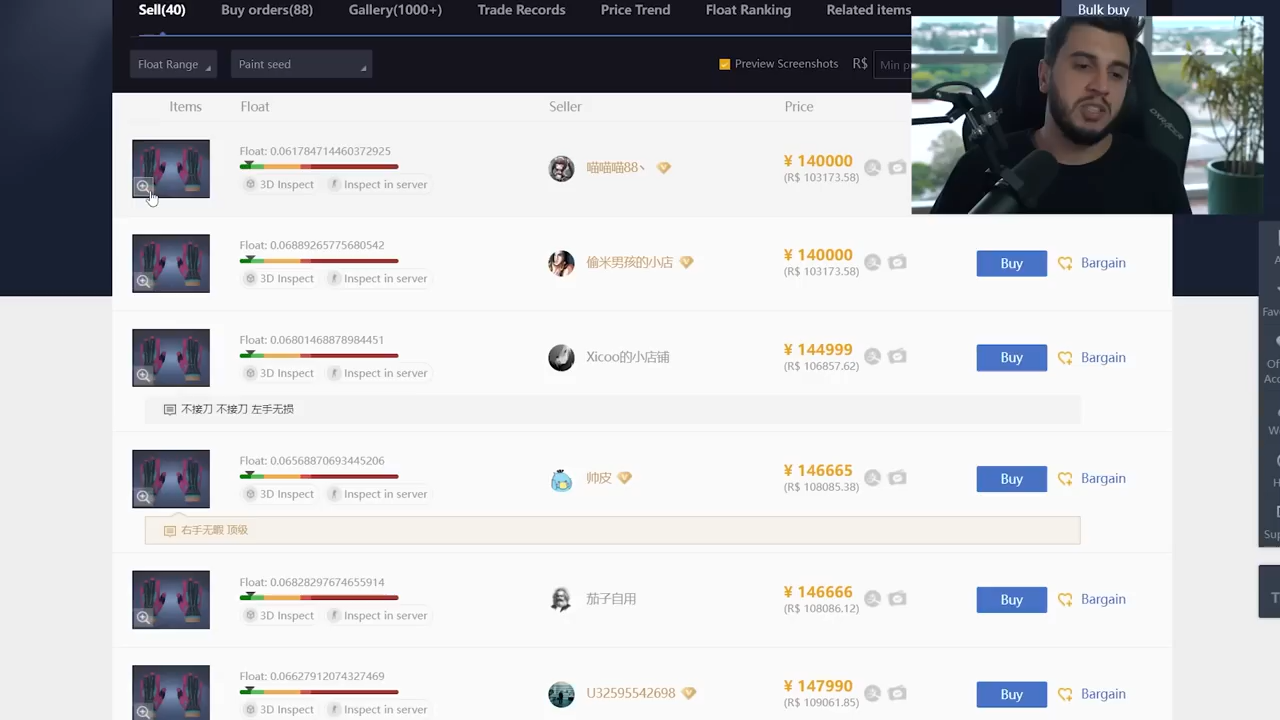 Sell(40) Buy orders(88) Gallery(1000+) Trade Records Price Trend Float Ranking Related items Bulk buy
Float Range Paint seed Preview Screenshots R$ Min p
Items Float Seller Price
Float: 0.061784714460372925
3D Inspect Inspect in server
喵喵喵88丶
¥ 140000
(R$ 103173.58)
Float: 0.06889265775680542
3D Inspect Inspect in server
偷米男孩的小店
¥ 140000
(R$ 103173.58)
Buy Bargain
Float: 0.06801468878984451
3D Inspect Inspect in server
Xicoo的小店铺
¥ 144999
(R$ 106857.62)
Buy Bargain
不接刀 不接刀 左手无损
Float: 0.06568870693445206
3D Inspect Inspect in server
帅皮
¥ 146665
(R$ 108085.38)
Buy Bargain
右手无暇 顶级
Float: 0.06828297674655914
3D Inspect Inspect in server
茄子自用
¥ 146666
(R$ 108086.12)
Buy Bargain
Float: 0.06627912074327469
3D Inspect Inspect in server
U32595542698
¥ 147990
(R$ 109061.85)
Buy Bargain